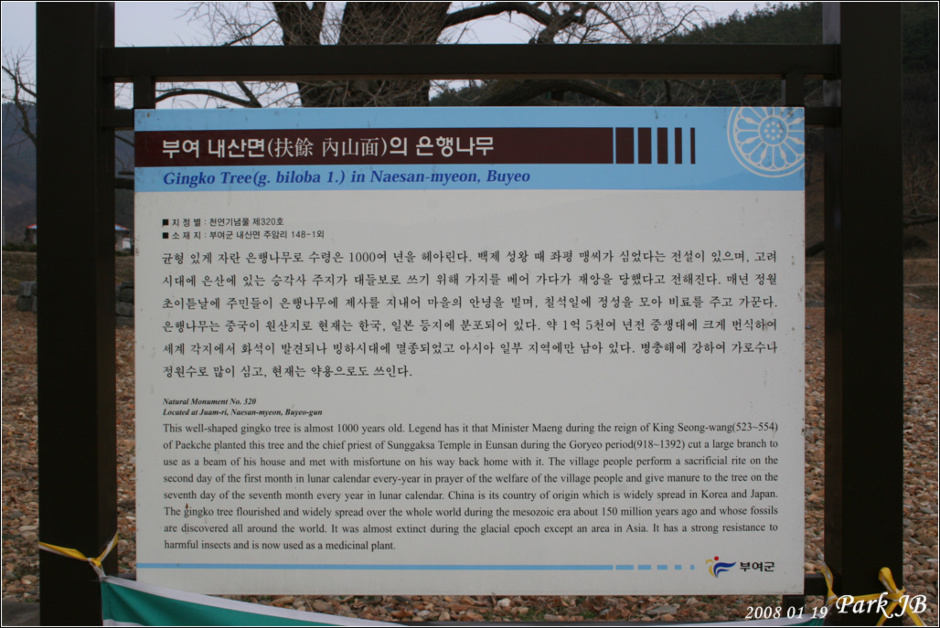 부여 내산면(扶餘 內山面)의 은행나무
Gingko Tree(g. biloba 1.) in Naesan-myeon, Buyeo
■ 지 정 별 : 천연기념물 제320호
■ 소 재 지 : 부여군 내산면 주암리 148-1외
균형 있게 자란 은행나무로 수령은 1000여 년을 헤아린다. 백제 성왕 때 좌평 맹씨가 심었다는 전설이 있으며, 고려
시대에 은산에 있는 숭각사 주지가 대들보로 쓰기 위해 가지를 베어 가다가 재앙을 당했다고 전해진다. 매년 정월
초이튿날에 주민들이 은행나무에 제사를 지내어 마을의 안녕을 빌며, 칠석일에 정성을 모아 비료를 주고 가꾼다.
은행나무는 중국이 원산지로 현재는 한국, 일본 등지에 분포되어 있다. 약 1억 5천여 년전 중생대에 크게 번식하여
세계 각지에서 화석이 발견되나 빙하시대에 멸종되었고 아시아 일부 지역에만 남아 있다. 병충해에 강하여 가로수나
정원수로 많이 심고, 현재는 약용으로도 쓰인다.
Natural Monument No. 320
Located at Juam-ri, Naesan-myeon, Buyeo-gun
This well-shaped gingko tree is almost 1000 years old. Legend has it that Minister Maeng during the reign of King Seong-wang(523~554)
of Paekche planted this tree and the chief priest of Sunggaksa Temple in Eunsan during the Goryeo period(918~1392) cut a large branch to
use as a beam of his house and met with misfortune on his way back home with it. The village people perform a sacrificial rite on the
second day of the first month in lunar calendar every-year in prayer of the welfare of the village people and give manure to the tree on the
seventh day of the seventh month every year in lunar calendar. China is its country of origin which is widely spread in Korea and Japan.
The gingko tree flourished and widely spread over the whole world during the mesozoic era about 150 million years ago and whose fossils
are discovered all around the world. It was almost extinct during the glacial epoch except an area in Asia. It has a strong resistance to
harmful insects and is now used as a medicinal plant.
부여군
2008 01 19 Park JB